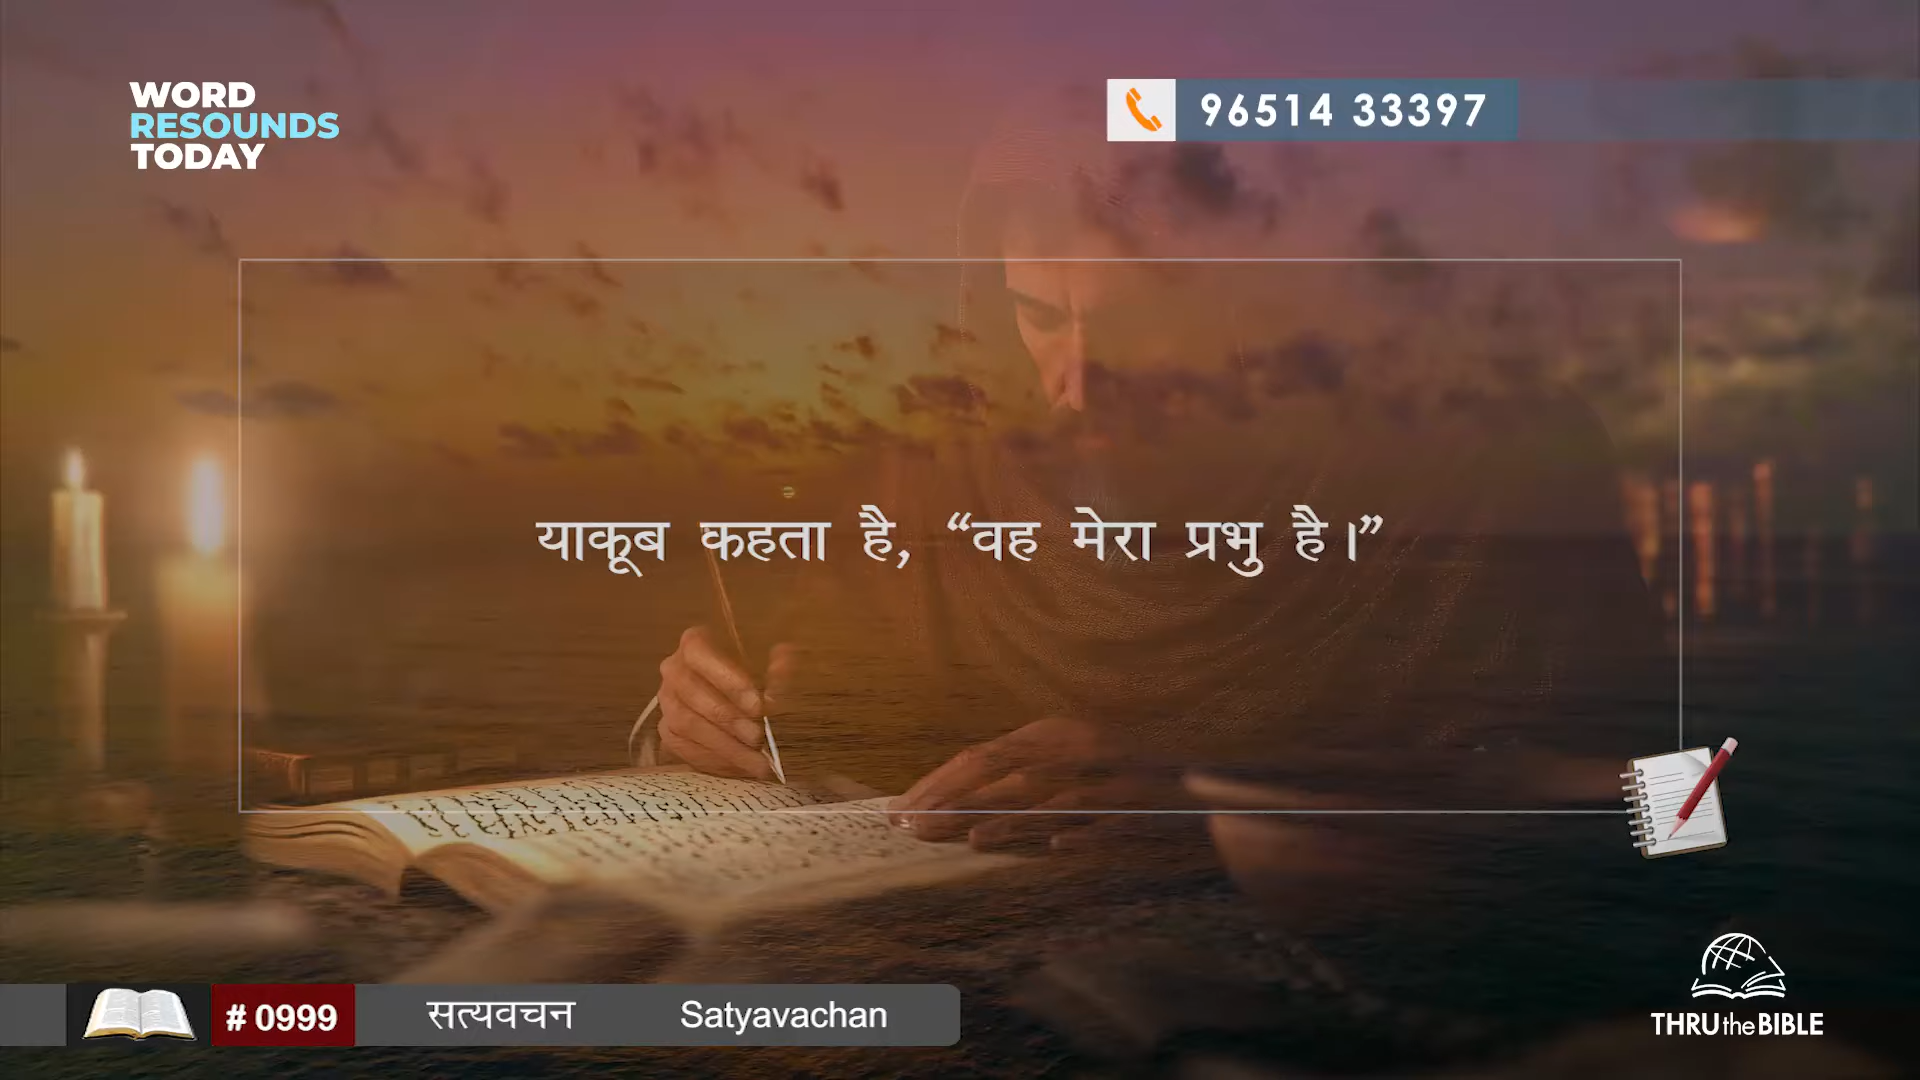 WORD
RESOUNDS
TODAY
96514 33397
याकूब कहता है, “वह मेरा प्रभु है।”
# 0999 सत्यवचन Satyavachan
THRU the BIBLE